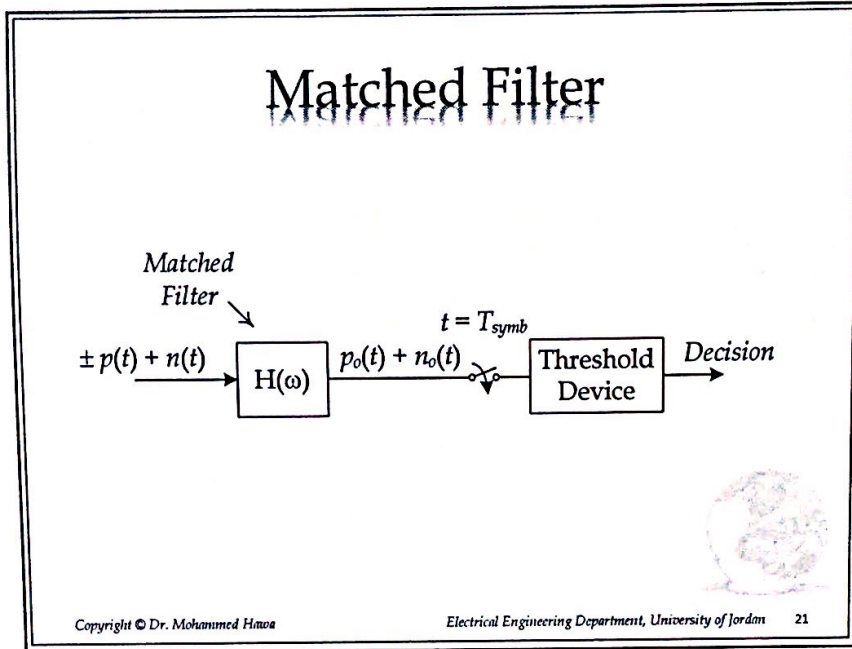 Matched Filter
Matched
Filter
± p(t) + n(t)
H(ω)
pₒ(t) + nₒ(t)
t = Tsymb
Threshold
Device
Decision
Copyright © Dr. Mohammed Hawa
Electrical Engineering Department, University of Jordan 21